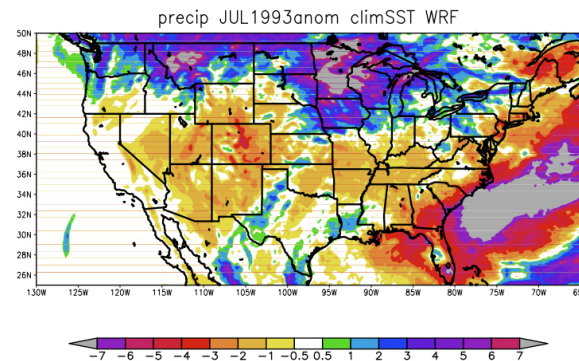 precip JUL1993anom climSST WRF
50N
48N
46N
44N
42N
40N
38N
36N
34N
32N
30N
28N
26N
130W 125W 120W 115W 110W 105W 100W 95W 90W 85W 80W 75W 70W 65
-7 -6 -5 -4 -3 -2 -1 -0.5 0.5 1 2 3 4 5 6 7